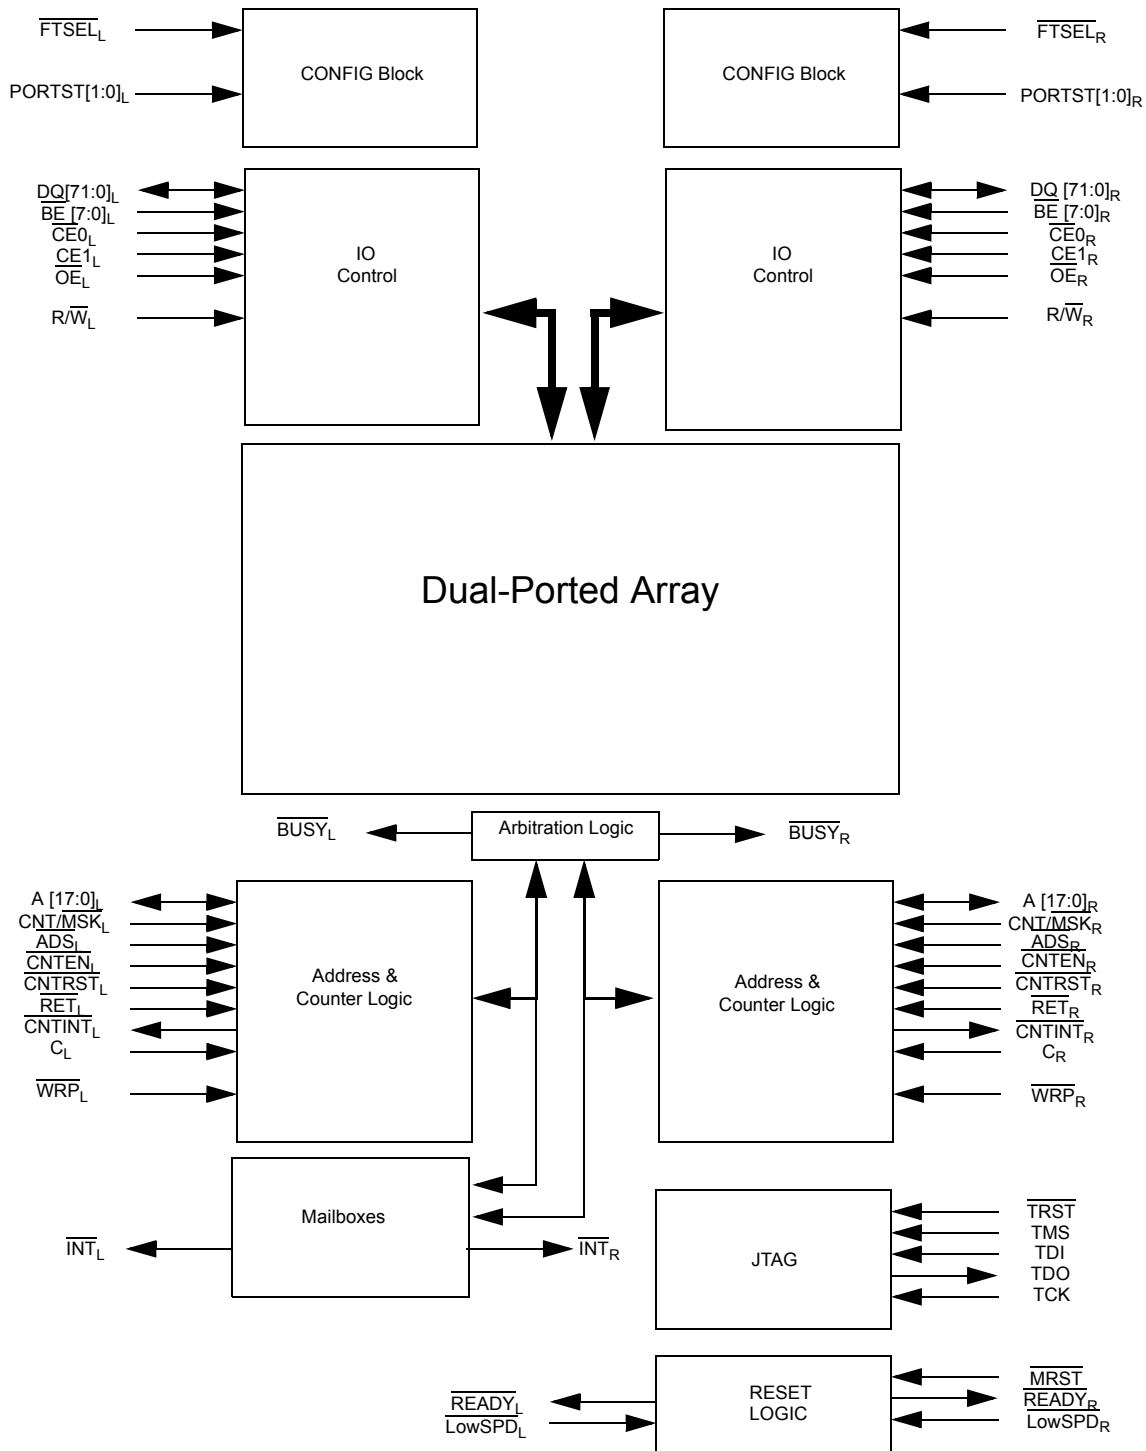 FTSEL_L
CONFIG Block
PORTST[1:0]_L
CONFIG Block
FTSEL_R
PORTST[1:0]_R
DQ[71:0]_L
BE [7:0]_L
CE0_L
CE1_L
OE_L
R/W_L
IO
Control
IO
Control
DQ [71:0]_R
BE [7:0]_R
CE0_R
CE1_R
OE_R
R/W_R
Dual-Ported Array
BUSY_L
Arbitration Logic
BUSY_R
A [17:0]_L
CNT/MSK_L
ADS_L
CNTEN_L
CNTRST_L
RET_L
CNTINT_L
C_L
WRP_L
Address &
Counter Logic
Address &
Counter Logic
A [17:0]_R
CNT/MSK_R
ADS_R
CNTEN_R
CNTRST_R
RET_R
CNTINT_R
C_R
WRP_R
Mailboxes
INT_L
INT_R
JTAG
TRST
TMS
TDI
TDO
TCK
READY_L
LowSPD_L
RESET
LOGIC
MRST
READY_R
LowSPD_R